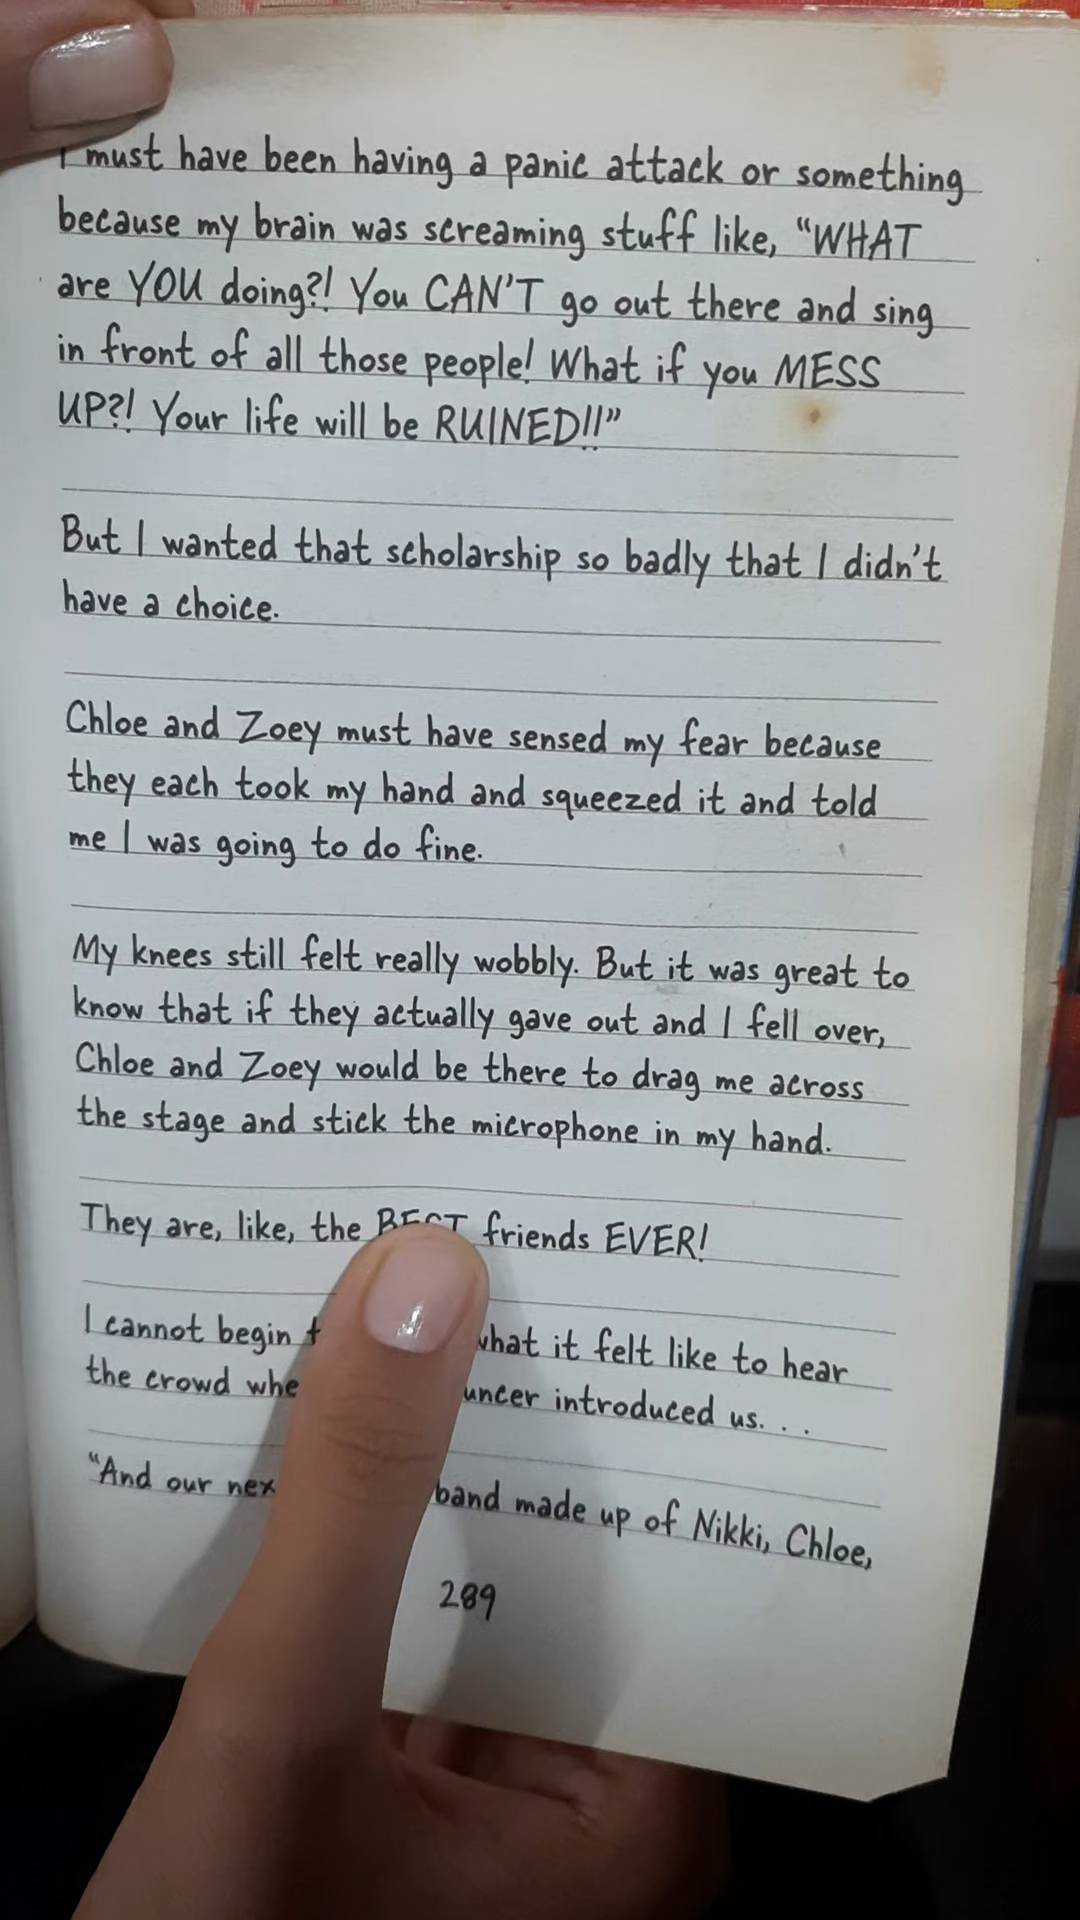 I must have been having a panic attack or something
because my brain was screaming stuff like, “WHAT
are YOU doing?! You CAN'T go out there and sing
in front of all those people! What if you MESS
UP?! Your life will be RUINED!!”
But I wanted that scholarship so badly that I didn't
have a choice.
Chloe and Zoey must have sensed my fear because
they each took my hand and squeezed it and told
me I was going to do fine.
My knees still felt really wobbly. But it was great to
know that if they actually gave out and I fell over,
Chloe and Zoey would be there to drag me across
the stage and stick the microphone in my hand.
They are, like, the BEST friends EVER!
I cannot begin what it felt like to hear
the crowd introduced us. . .
“And our band made up of Nikki, Chloe,
289